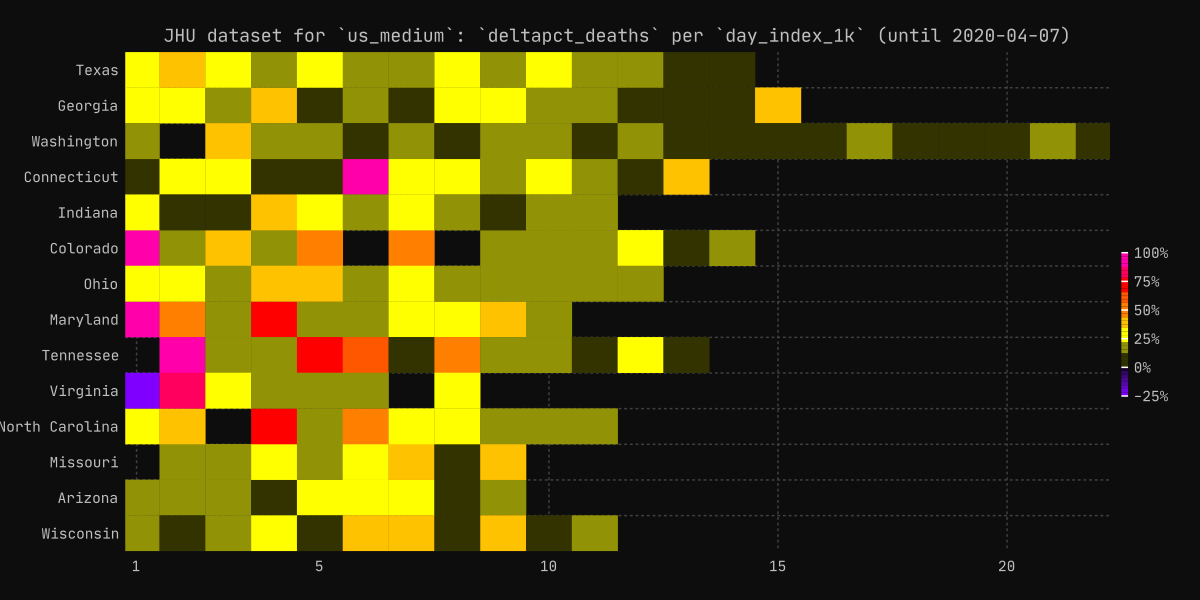 JHU dataset for `us_medium`: `deltapct_deaths` per `day_index_1k` (until 2020-04-07)
Texas
Georgia
Washington
Connecticut
Indiana
Colorado
Ohio
Maryland
Tennessee
Virginia
North Carolina
Missouri
Arizona
Wisconsin
1 5 10 15 20
100%
75%
50%
25%
0%
−25%